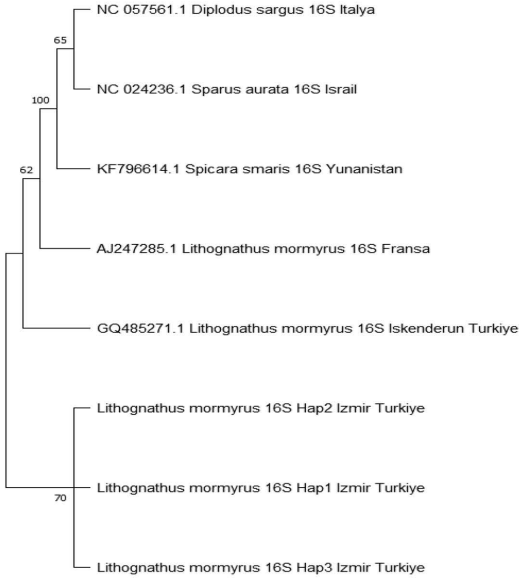 NC 057561.1 Diplodus sargus 16S Italya
65
NC 024236.1 Sparus aurata 16S Israil
100
KF796614.1 Spicara smaris 16S Yunanistan
62
AJ247285.1 Lithognathus mormyrus 16S Fransa
GQ485271.1 Lithognathus mormyrus 16S Iskenderun Turkiye
Lithognathus mormyrus 16S Hap2 Izmir Turkiye
Lithognathus mormyrus 16S Hap1 Izmir Turkiye
70
Lithognathus mormyrus 16S Hap3 Izmir Turkiye